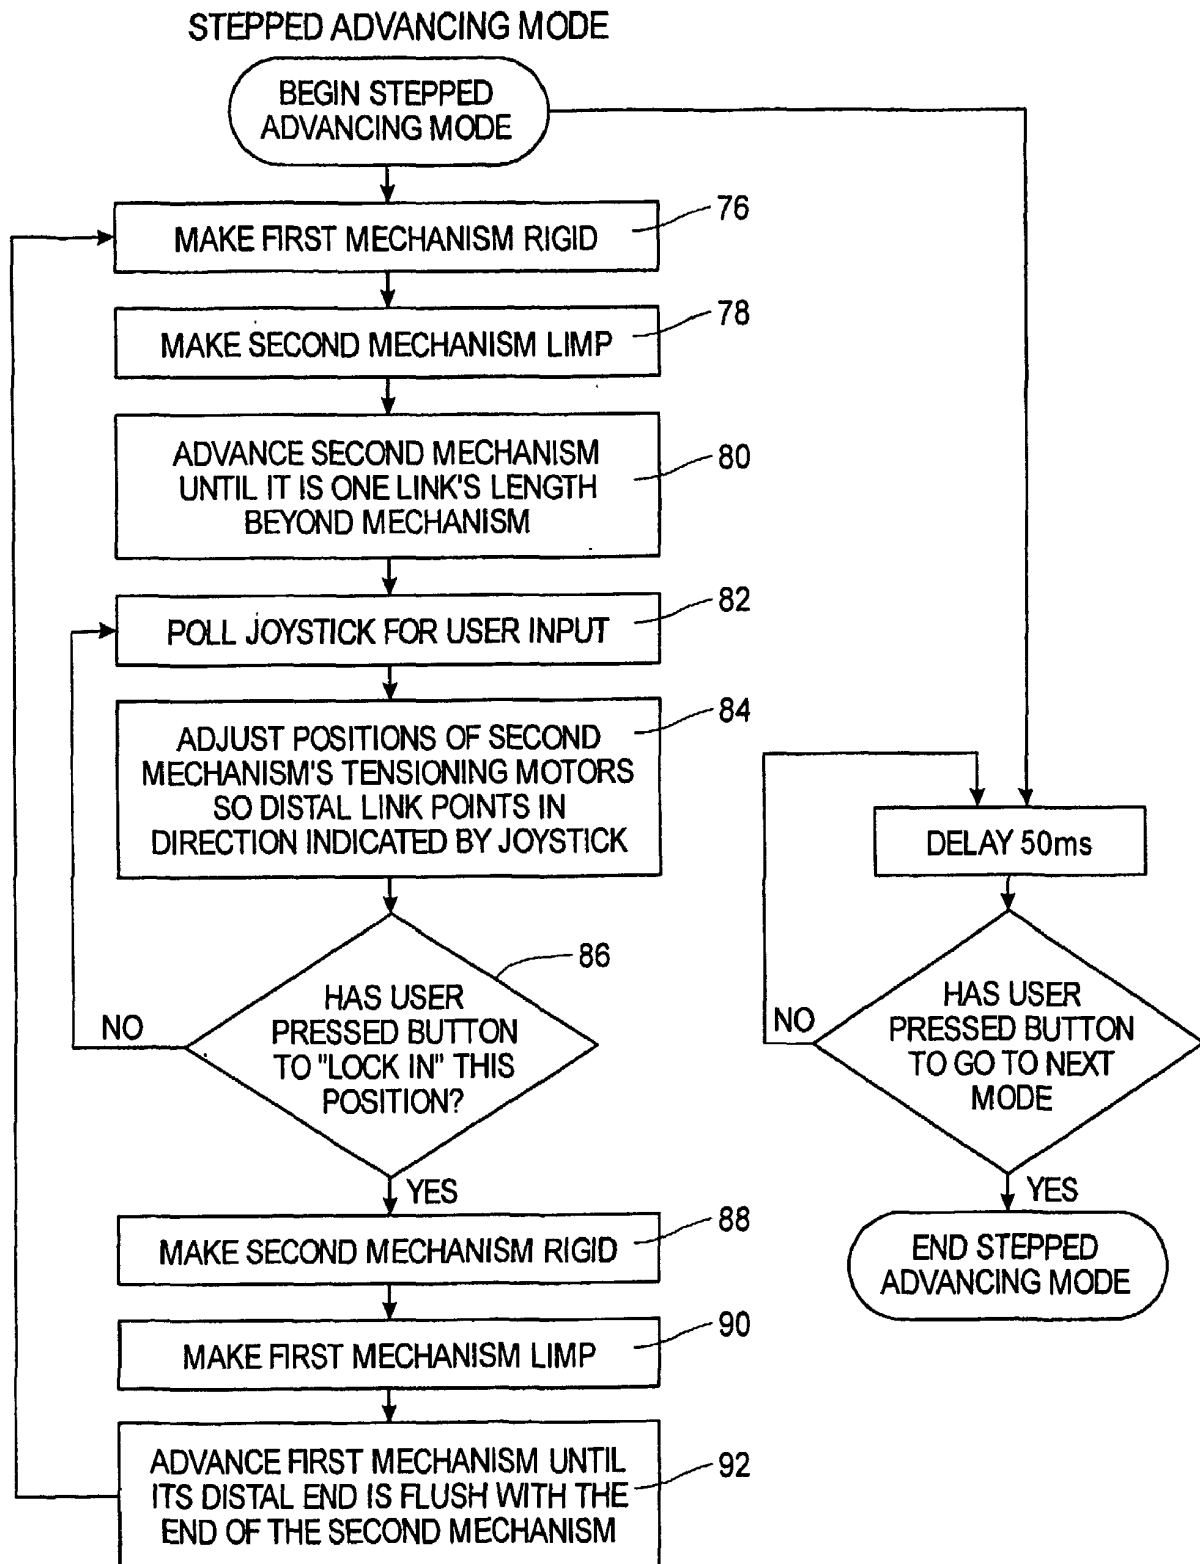 STEPPED ADVANCING MODE
BEGIN STEPPED
ADVANCING MODE
76
MAKE FIRST MECHANISM RIGID
78
MAKE SECOND MECHANISM LIMP
80
ADVANCE SECOND MECHANISM
UNTIL IT IS ONE LINK'S LENGTH
BEYOND MECHANISM
82
POLL JOYSTICK FOR USER INPUT
84
ADJUST POSITIONS OF SECOND
MECHANISM'S TENSIONING MOTORS
SO DISTAL LINK POINTS IN
DIRECTION INDICATED BY JOYSTICK
86
HAS USER
PRESSED BUTTON
TO "LOCK IN" THIS
POSITION?
NO
YES
88
MAKE SECOND MECHANISM RIGID
90
MAKE FIRST MECHANISM LIMP
92
ADVANCE FIRST MECHANISM UNTIL
ITS DISTAL END IS FLUSH WITH THE
END OF THE SECOND MECHANISM
DELAY 50ms
HAS USER
PRESSED BUTTON
TO GO TO NEXT
MODE
NO
YES
END STEPPED
ADVANCING MODE